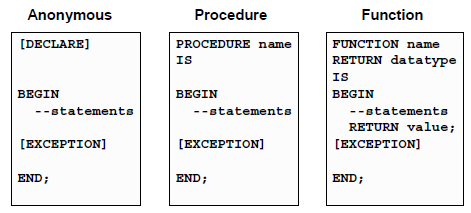 Anonymous
[DECLARE]
BEGIN
--statements
[EXCEPTION]
END;
Procedure
PROCEDURE name
IS
BEGIN
--statements
[EXCEPTION]
END;
Function
FUNCTION name
RETURN datatype
IS
BEGIN
--statements
RETURN value;
[EXCEPTION]
END;